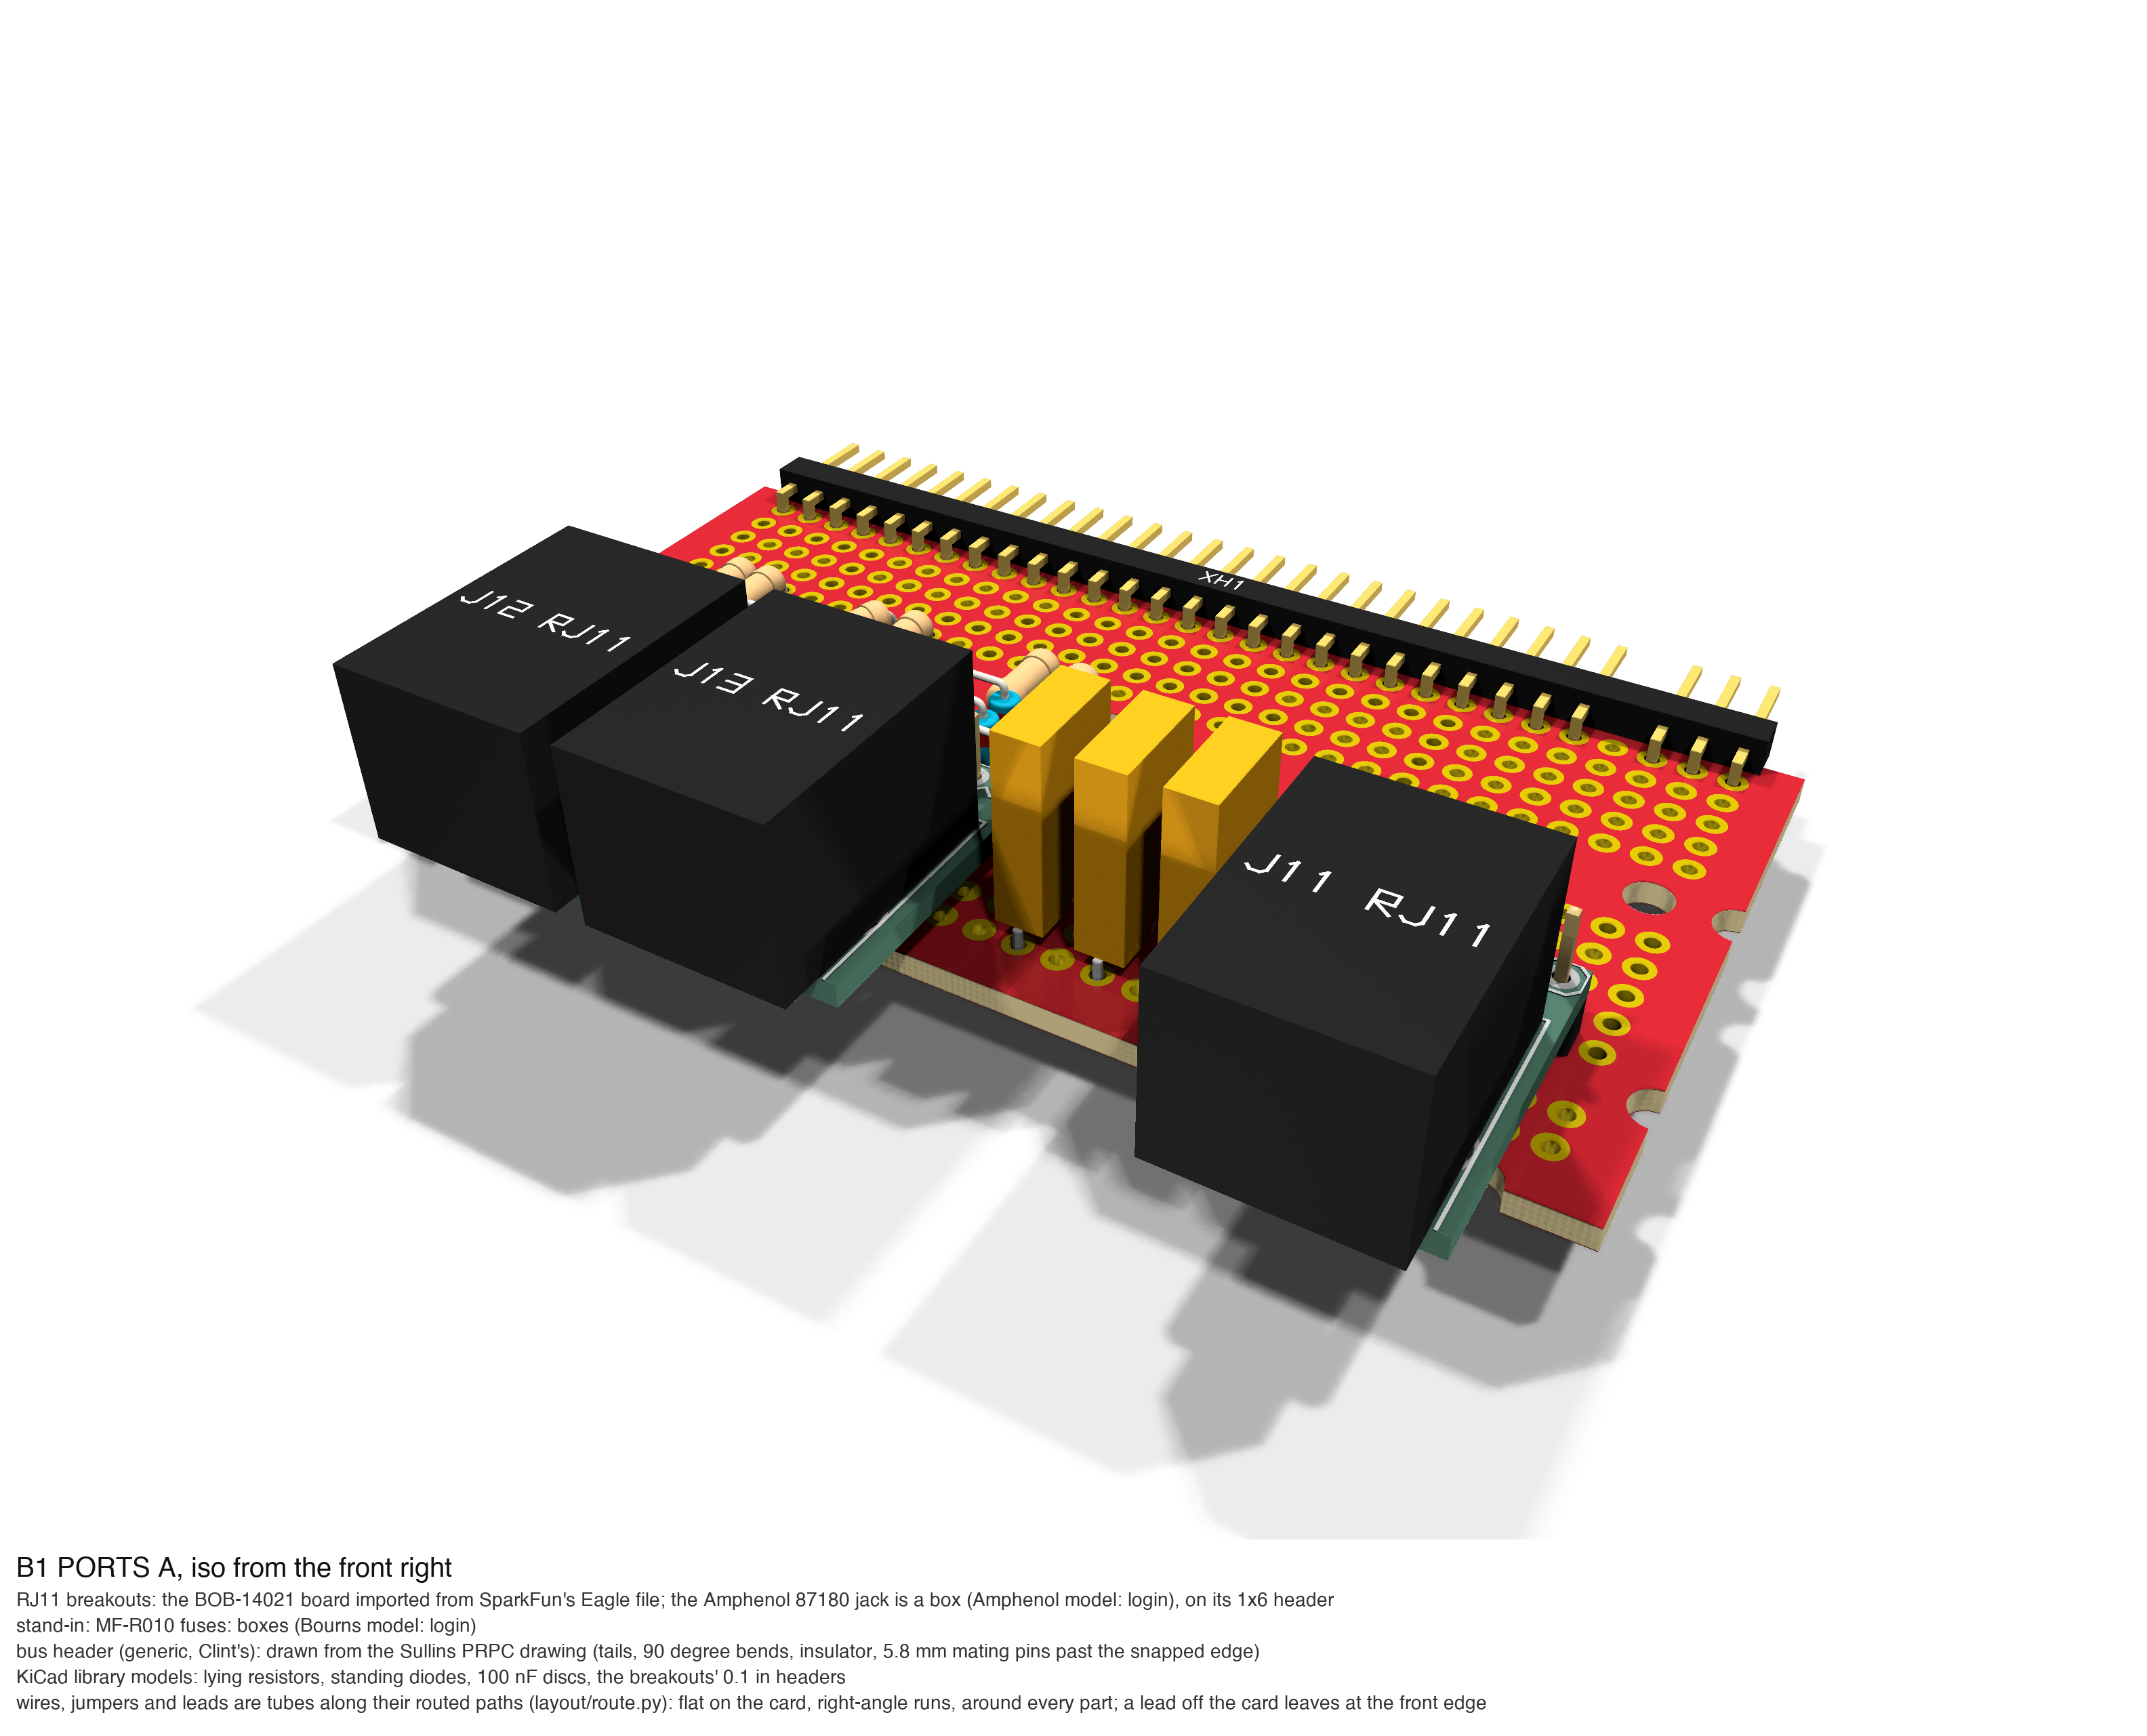 XH1
J12 RJ11
J13 RJ11
J11 RJ11
B1 PORTS A, iso from the front right
RJ11 breakouts: the BOB-14021 board imported from SparkFun's Eagle file; the Amphenol 87180 jack is a box (Amphenol model: login), on its 1x6 header
stand-in: MF-R010 fuses: boxes (Bourns model: login)
bus header (generic, Clint's): drawn from the Sullins PRPC drawing (tails, 90 degree bends, insulator, 5.8 mm mating pins past the snapped edge)
KiCad library models: lying resistors, standing diodes, 100 nF discs, the breakouts' 0.1 in headers
wires, jumpers and leads are tubes along their routed paths (layout/route.py): flat on the card, right-angle runs, around every part; a lead off the card leaves at the front edge